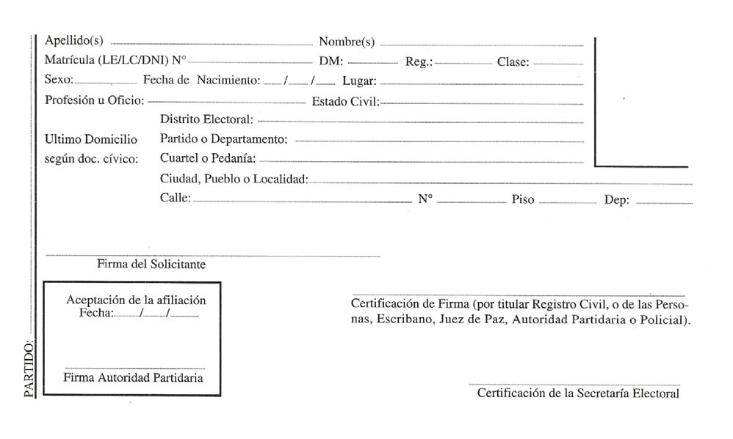 Apellido(s) Nombre(s)
Matrícula (LE/LC/DNI) N° DM: Reg.: Clase:
Sexo: Fecha de Nacimiento: / / Lugar:
Profesión u Oficio: Estado Civil:
Distrito Electoral:
Ultimo Domicilio Partido o Departamento:
según doc. cívico: Cuartel o Pedanía:
Ciudad, Pueblo o Localidad:
Calle: N° Piso Dep:
Firma del Solicitante
Aceptación de la afiliación
Fecha: / /
Firma Autoridad Partidaria
Certificación de Firma (por titular Registro Civil, o de las Perso-
nas, Escribano, Juez de Paz, Autoridad Partidaria o Policial).
Certificación de la Secretaría Electoral
PARTIDO: